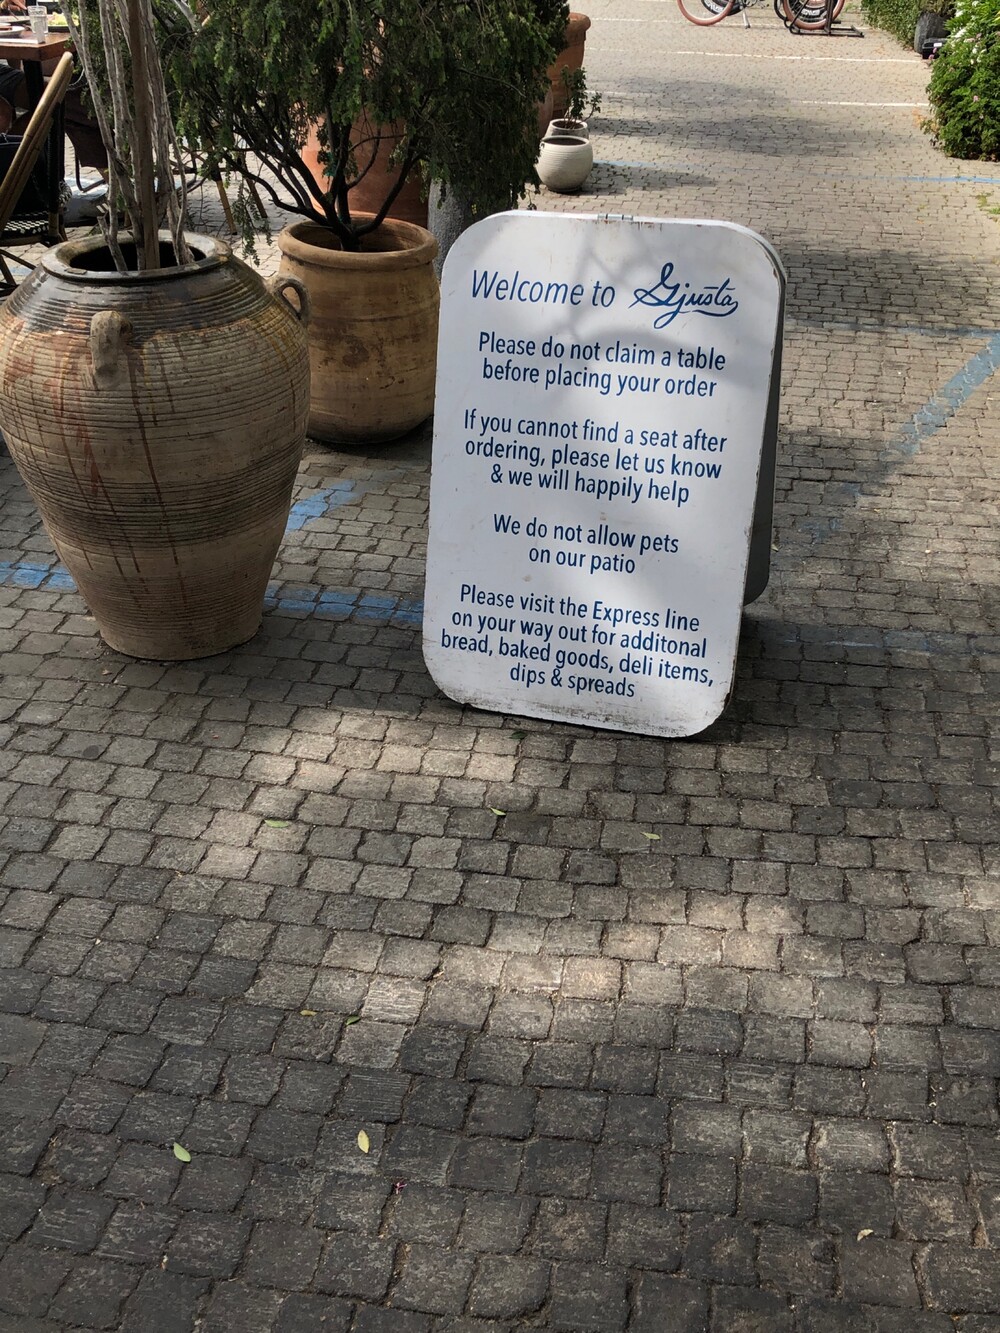 Welcome to Gjusta
Please do not claim a table
before placing your order
If you cannot find a seat after
ordering, please let us know
& we will happily help
We do not allow pets
on our patio
Please visit the Express line
on your way out for additonal
bread, baked goods, deli items,
dips & spreads